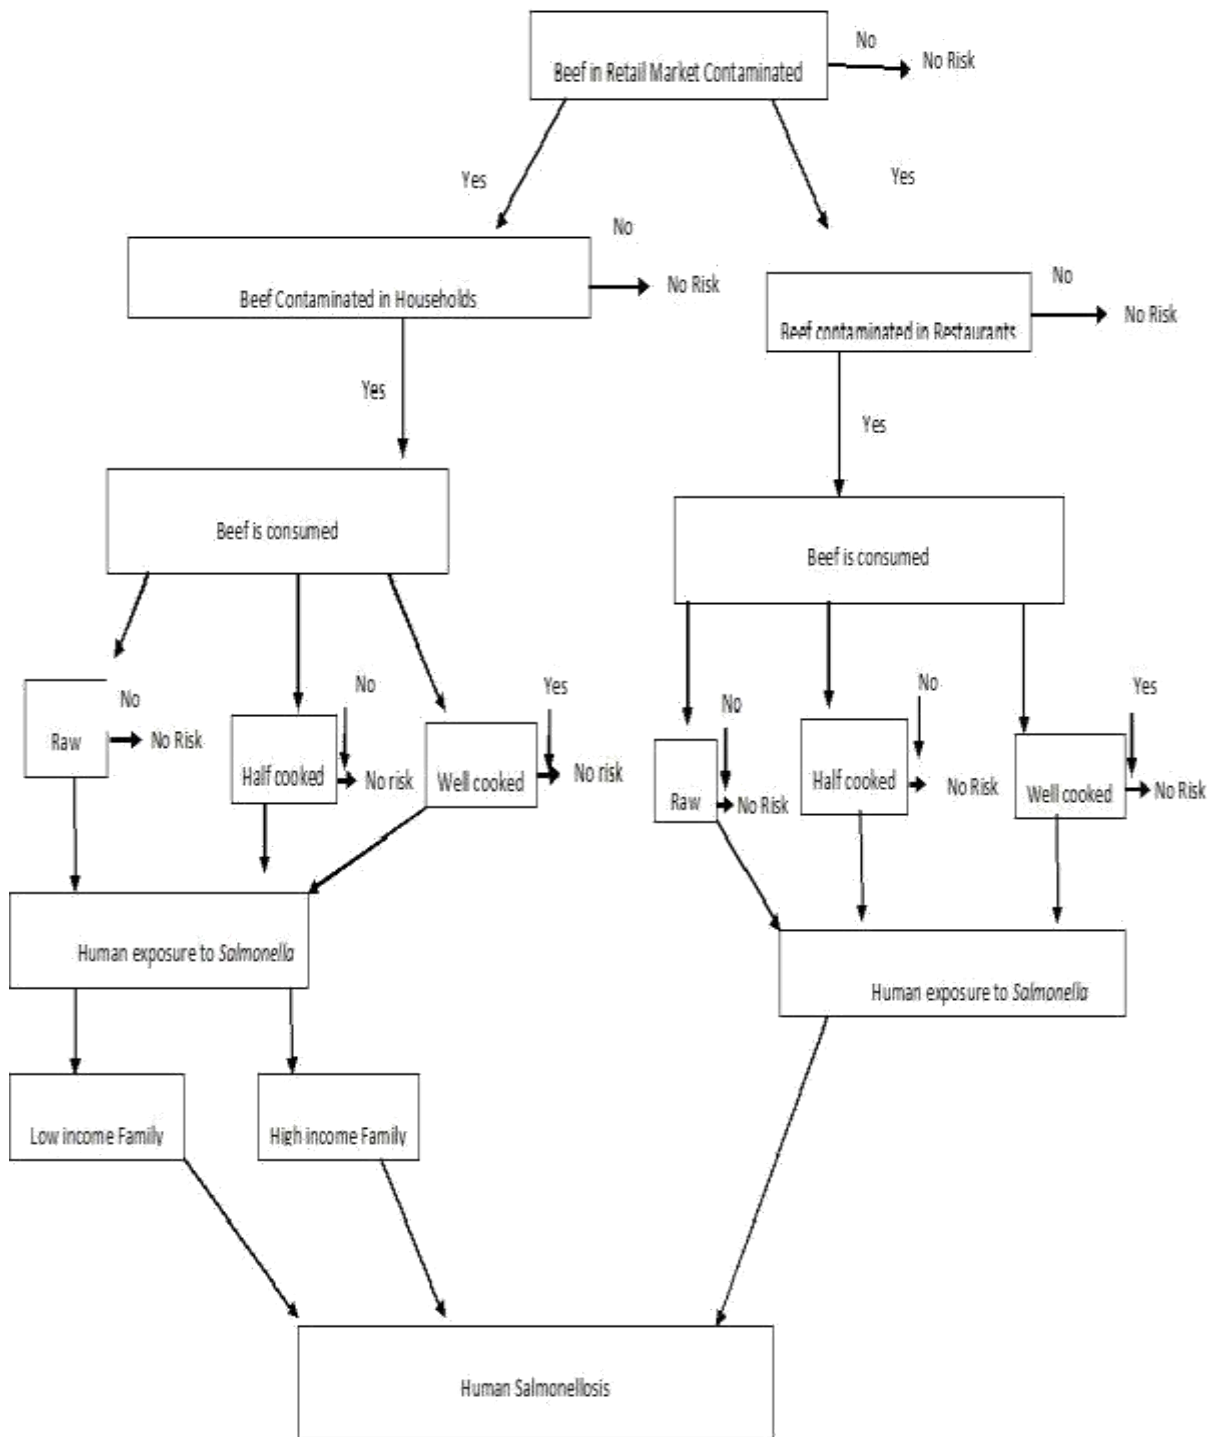 No
Beef in Retail Market Contaminated
No Risk
Yes
Yes
No
Beef Contaminated in Households
No Risk
No
Beef contaminated in Restaurants
No Risk
Yes
Yes
Beef is consumed
Beef is consumed
No
Raw
No Risk
No
Half cooked
No risk
Yes
Well cooked
No risk
No
Raw
No Risk
No
Half cooked
No Risk
Yes
Well cooked
No Risk
Human exposure to Salmonella
Human exposure to Salmonella
Low income Family
High income Family
Human Salmonellosis